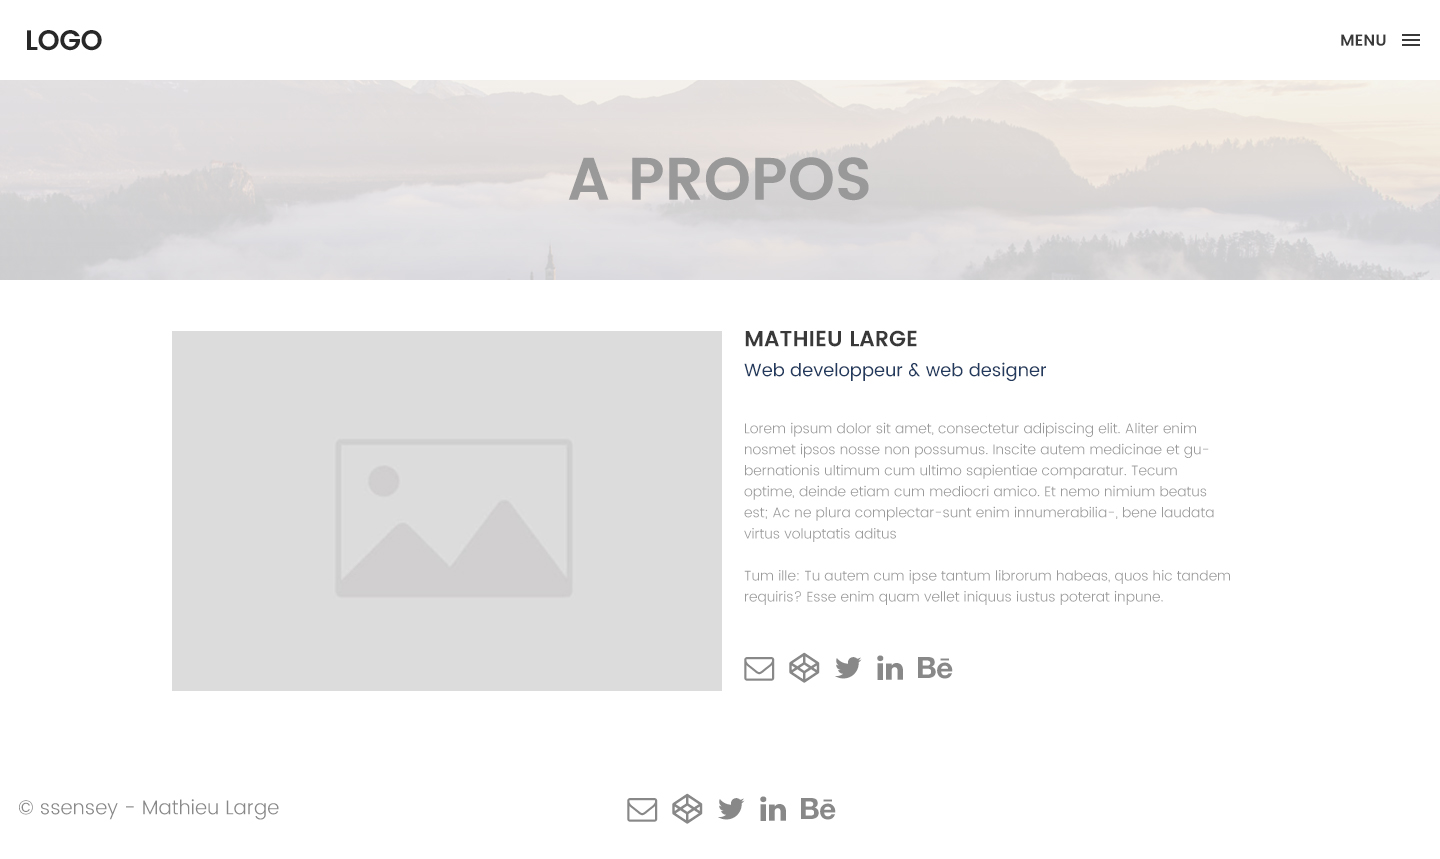 LOGO
MENU
A PROPOS
MATHIEU LARGE
Web developpeur & web designer
Lorem ipsum dolor sit amet, consectetur adipiscing elit. Aliter enim
nosmet ipsos nosse non possumus. Inscite autem medicinae et gu-
bernationis ultimum cum ultimo sapientiae comparatur. Tecum
optime, deinde etiam cum mediocri amico. Et nemo nimium beatus
est; Ac ne plura complectar-sunt enim innumerabilia-, bene laudata
virtus voluptatis aditus
Tum ille: Tu autem cum ipse tantum librorum habeas, quos hic tandem
requiris? Esse enim quam vellet iniquus iustus poterat inpune.
in Bē
© ssensey - Mathieu Large
in Bē